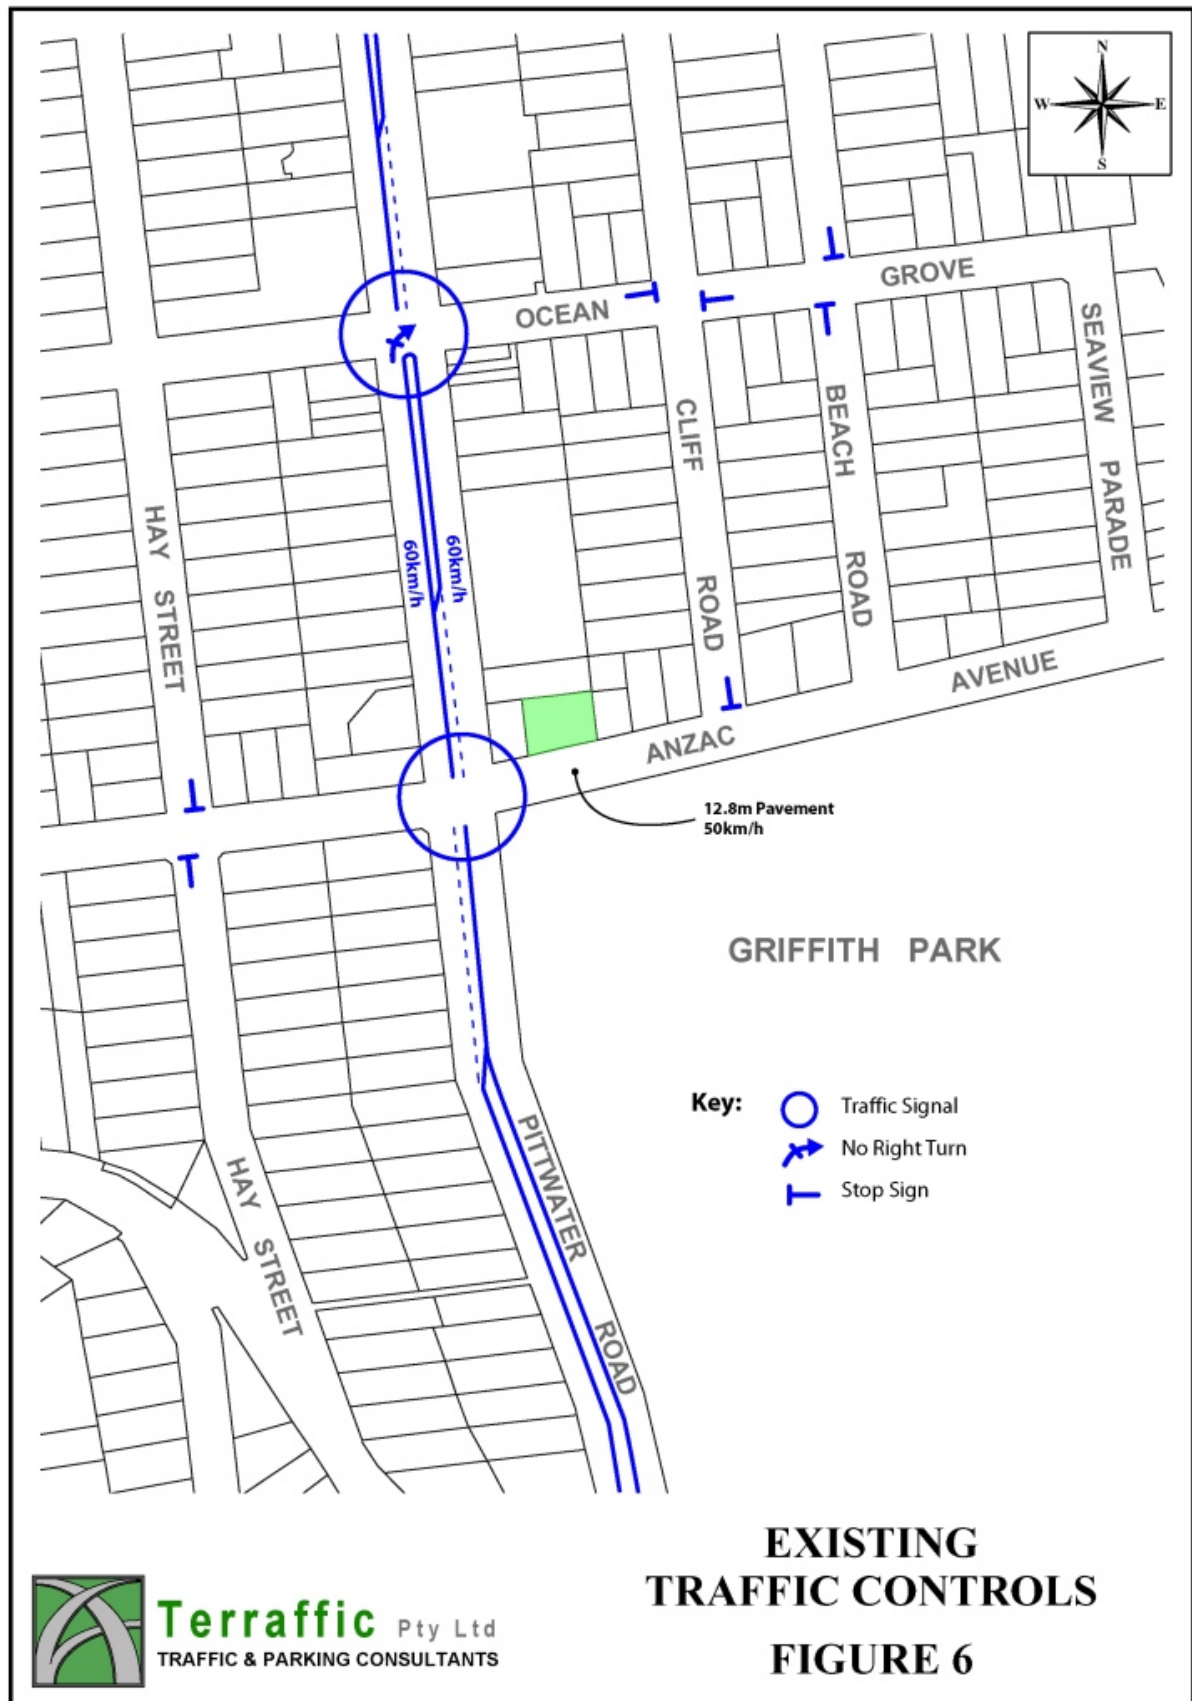 N
W E
S
GROVE
OCEAN
SEAVIEW PARADE
BEACH ROAD
CLIFF ROAD
HAY STREET
60km/h
60km/h
AVENUE
ANZAC
12.8m Pavement
50km/h
GRIFFITH PARK
Key:
Traffic Signal
No Right Turn
Stop Sign
PITTWATER ROAD
HAY STREET
EXISTING
TRAFFIC CONTROLS
FIGURE 6
Terraffic Pty Ltd
TRAFFIC & PARKING CONSULTANTS